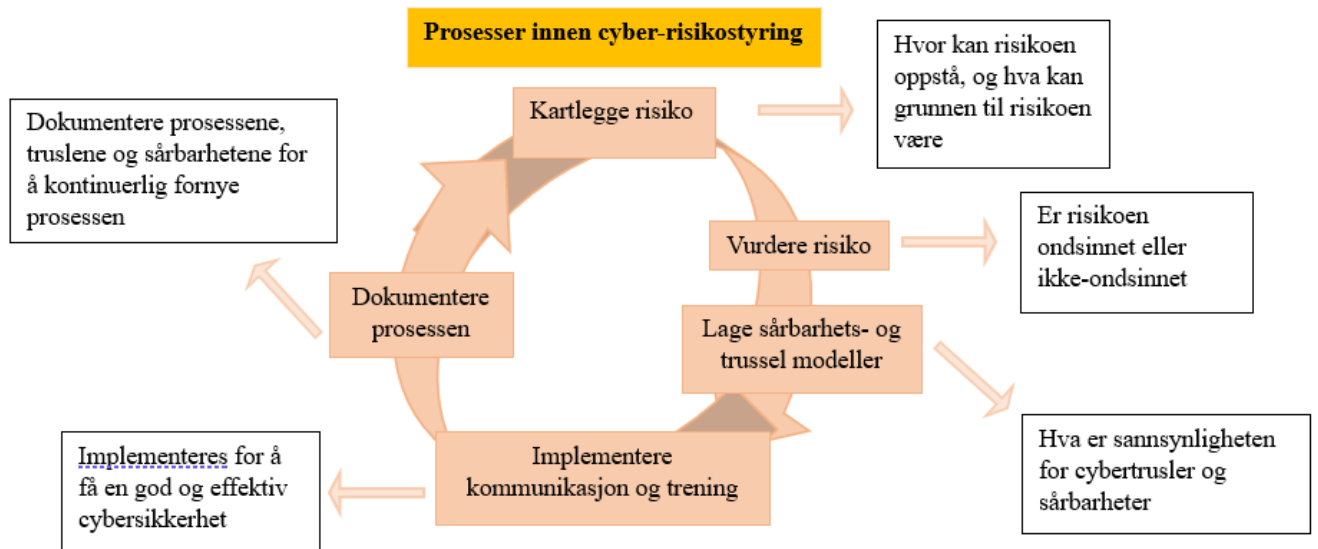 Prosesser innen cyber-risikostyring
Kartlegge risiko
Hvor kan risikoen
oppstå, og hva kan
grunnen til risikoen
være
Vurdere risiko
Er risikoen
ondsinnet eller
ikke-ondsinnet
Lage sårbarhets- og
trussel modeller
Hva er sannsynligheten
for cybertrusler og
sårbarheter
Implementere
kommunikasjon og trening
Implementeres for å
få en god og effektiv
cybersikkerhet
Dokumentere
prosessen
Dokumentere prosessene,
truslene og sårbarhetene for
å kontinuerlig fornye
prosessen